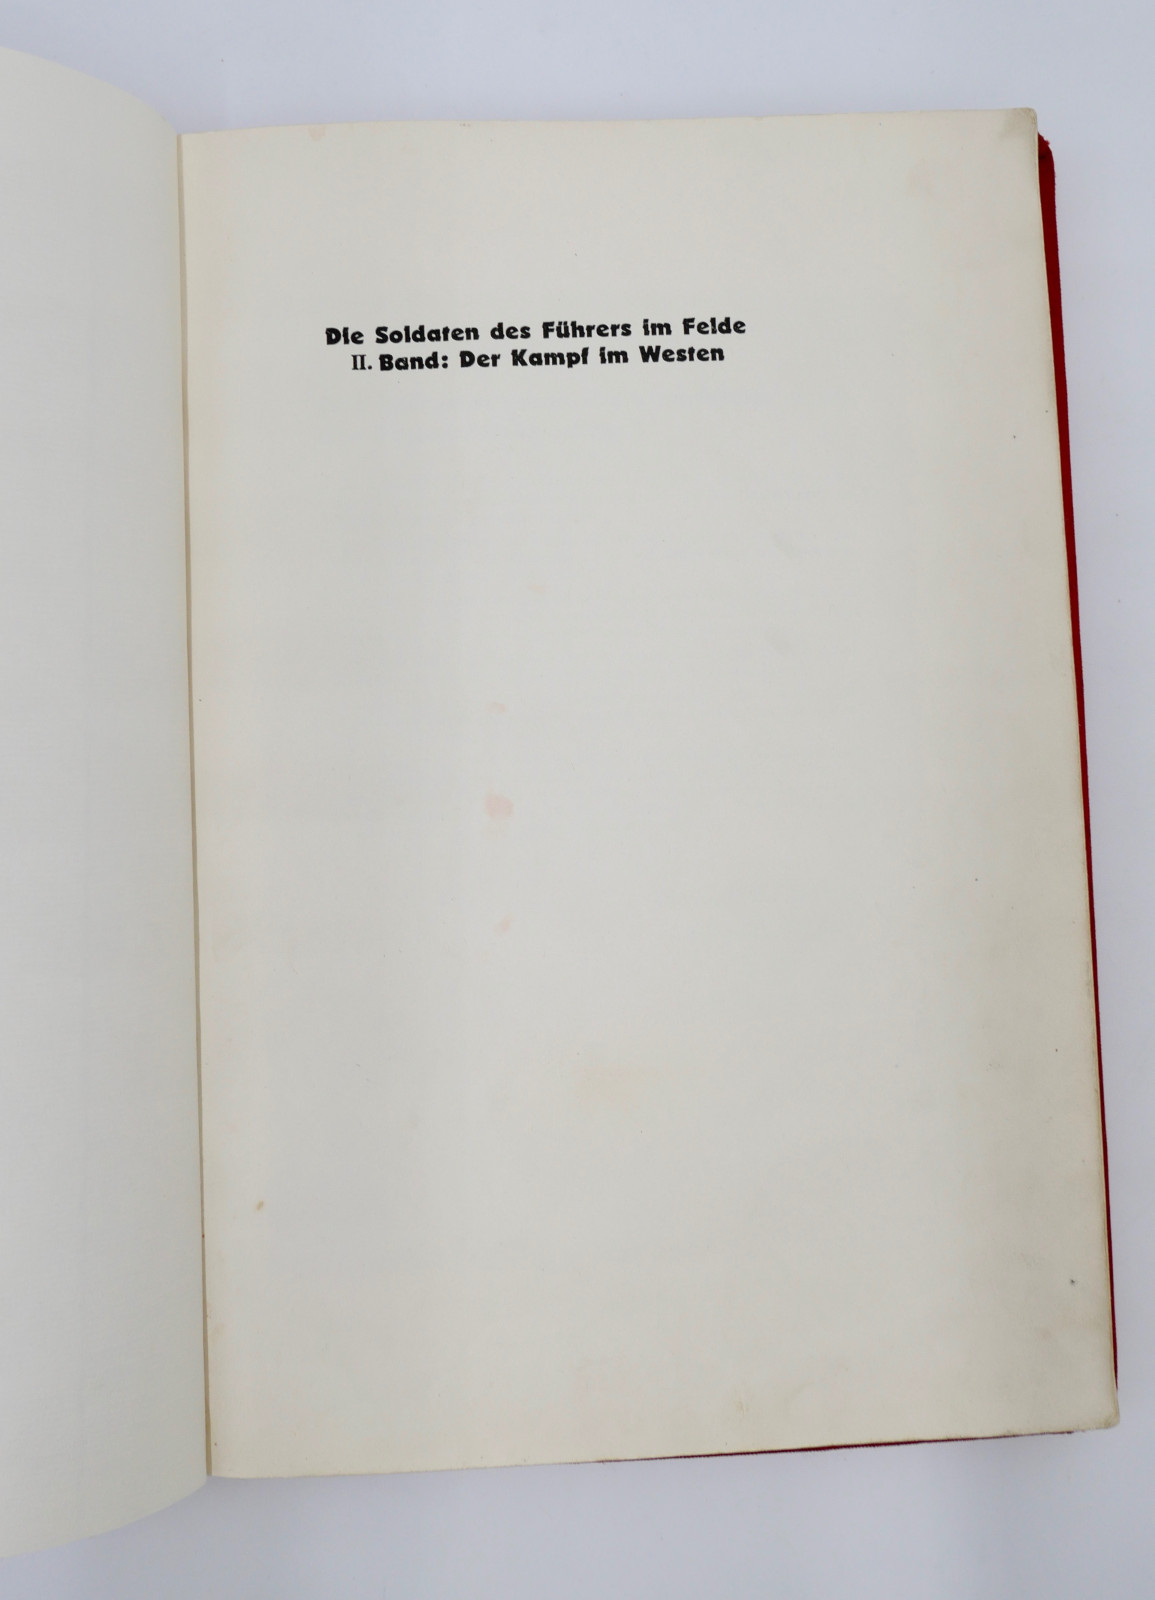 Die Soldaten des Führers im Felde
II. Band: Der Kampf im Westen